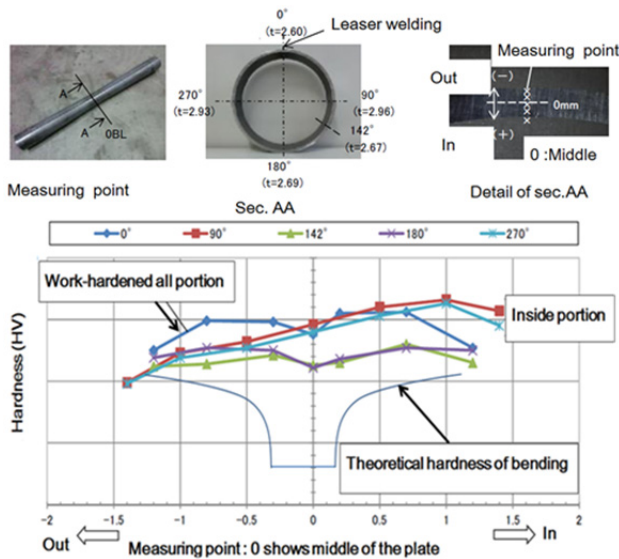 0°
(t=2.60)
Leaser welding
270°
(t=2.93)
90°
(t=2.96)
142°
(t=2.67)
180°
(t=2.69)
A
A
0BL
Measuring point
Out
(−)
0mm
(+)
In
0 :Middle
Measuring point
Sec. AA
Detail of sec.AA
0°
90°
142°
180°
270°
Work-hardened all portion
Inside portion
Theoretical hardness of bending
Hardness (HV)
-2
-1.5
-1
-0.5
0
0.5
1
1.5
2
Out
In
Measuring point : 0 shows middle of the plate